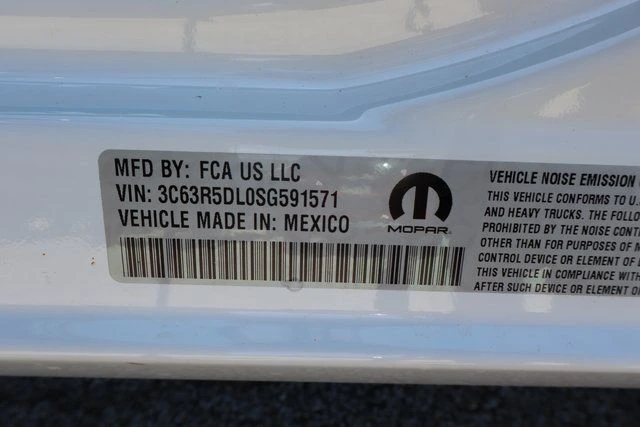 MFD BY: FCA US LLC
VIN: 3C63R5DL0SG591571
VEHICLE MADE IN: MEXICO
MOPAR
VEHICLE NOISE EMISSION
THIS VEHICLE CONFORMS TO U.
AND HEAVY TRUCKS. THE FOLLO
PROHIBITED BY THE NOISE CONT
OTHER THAN FOR PURPOSES OF M
CONTROL DEVICE OR ELEMENT OF
THIS VEHICLE IN COMPLIANCE WITH
AFTER SUCH DEVICE OR ELEMENT O